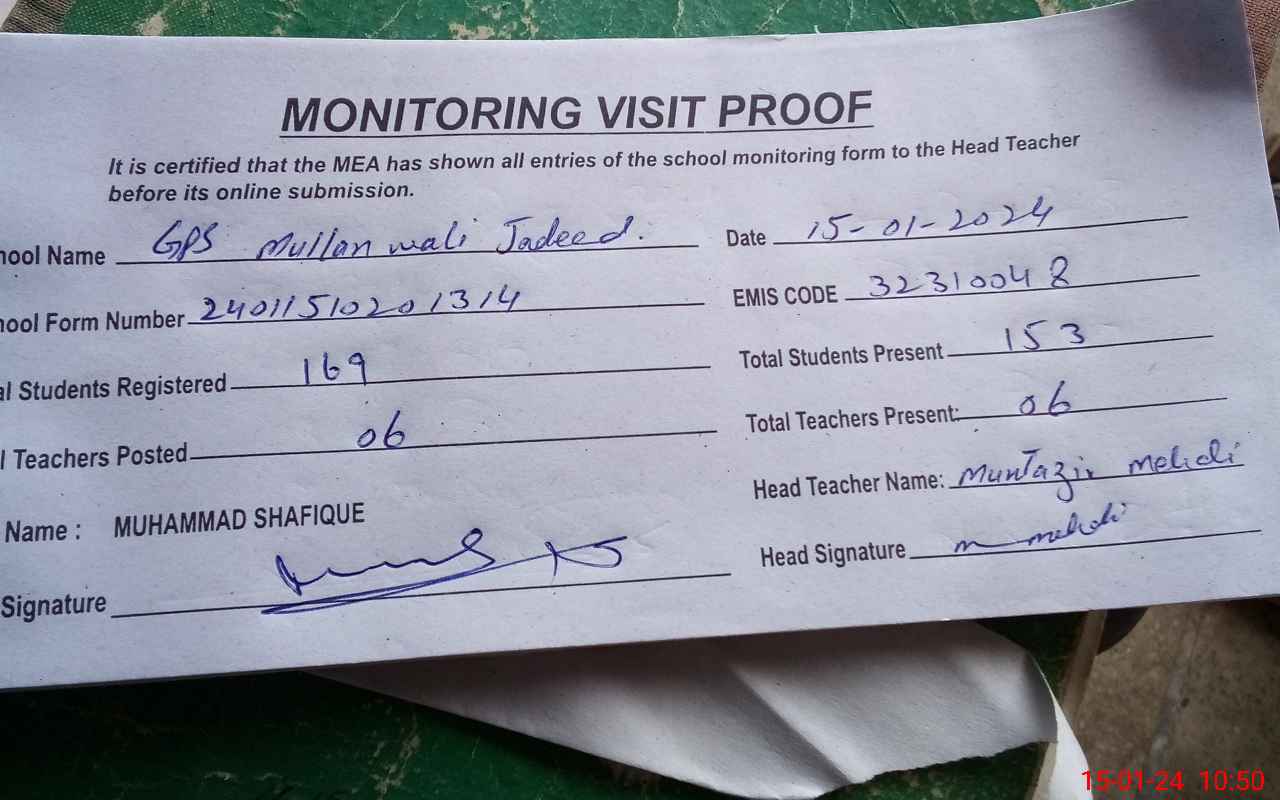 MONITORING VISIT PROOF
It is certified that the MEA has shown all entries of the school monitoring form to the Head Teacher
before its online submission.
hool Name GPS Mullan wali Jadeed. Date 15-01-2024
hool Form Number 24011510201314 EMIS CODE 32310048
al Students Registered 169 Total Students Present 153
l Teachers Posted 06 Total Teachers Present: 06
Name : MUHAMMAD SHAFIQUE Head Teacher Name: Muntazir Mehdi
Signature Head Signature m mehdi
15-01-24 10:50